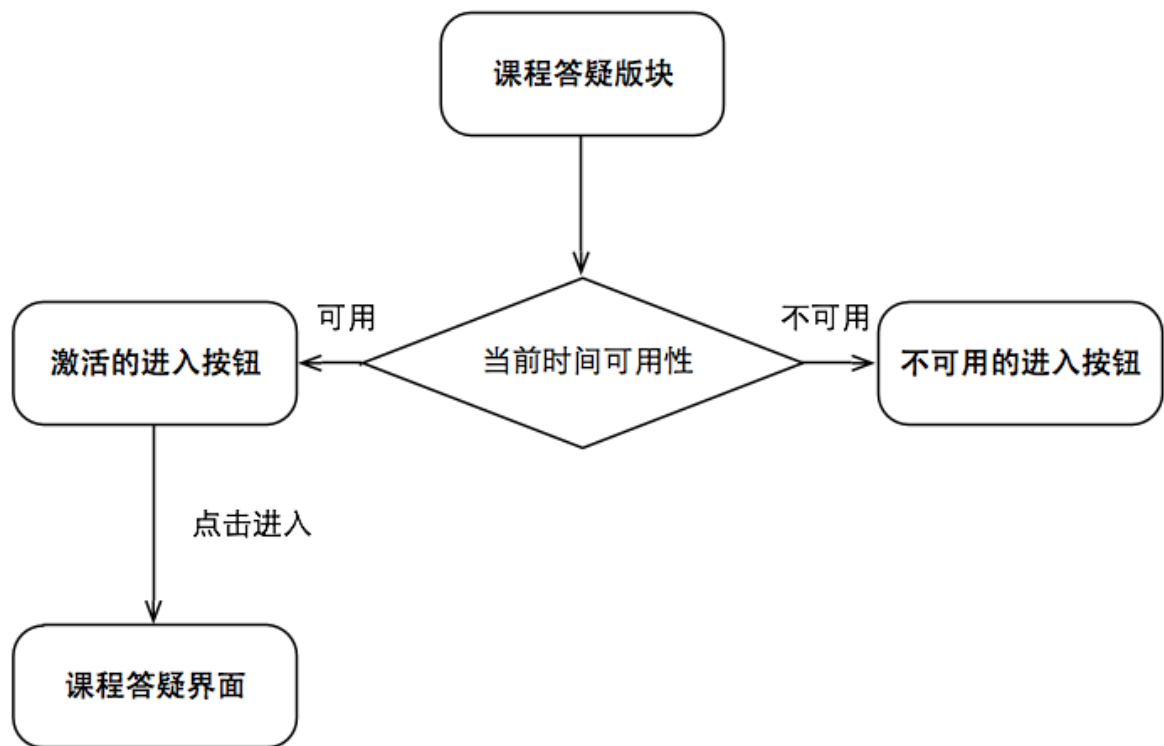 课程答疑版块
可用
不可用
激活的进入按钮
当前时间可用性
不可用的进入按钮
点击进入
课程答疑界面